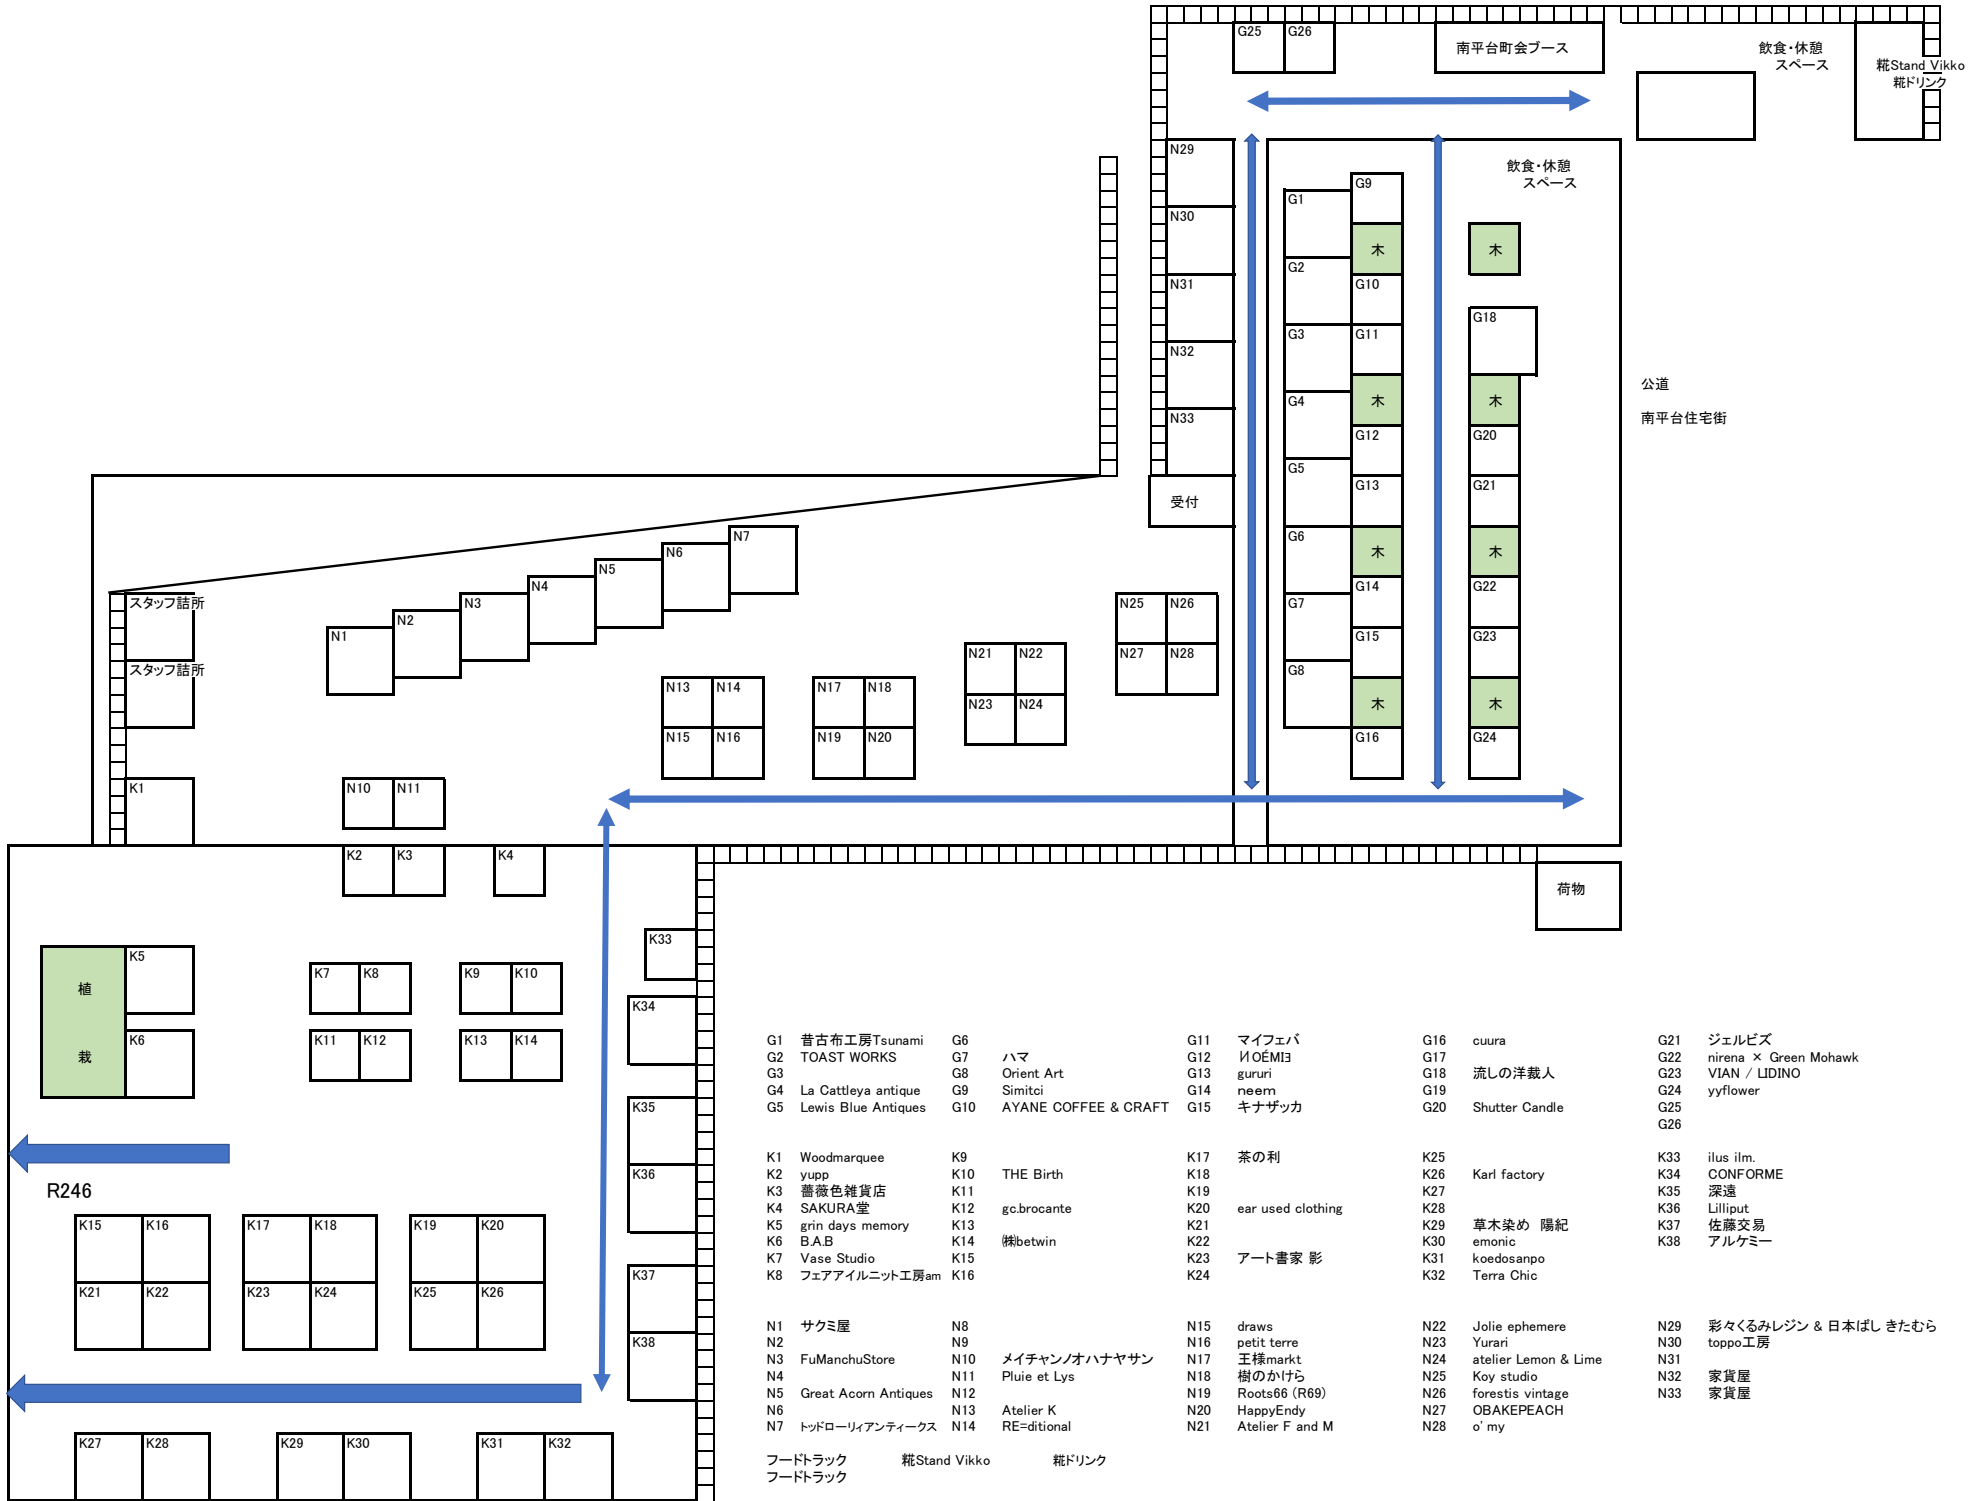 G25 G26
南平台町会ブース
飲食・休憩
スペース
糀Stand Vikko
糀ドリンク
N29
N30
N31
N32
N33
受付
飲食・休憩
スペース
G1
G2
G3
G4
G5
G6
G7
G8
G9
木
G10
G11
木
G12
G13
木
G14
G15
木
G16
木
G18
木
G20
G21
木
G22
G23
木
G24
公道
南平台住宅街
スタッフ詰所
スタッフ詰所
N1
N2
N3
N4
N5
N6
N7
N25 N26
N27 N28
N21 N22
N23 N24
N13 N14
N15 N16
N17 N18
N19 N20
K1
N10 N11
K2 K3
K4
荷物
K33
K34
K35
K36
K37
K38
植
栽
K5
K6
K7 K8
K9 K10
K11 K12
K13 K14
R246
K15 K16
K17 K18
K19 K20
K21 K22
K23 K24
K25 K26
K27 K28
K29 K30
K31 K32
G1 昔古布工房Tsunami G6 G11 マイフェバ G16 cuura G21 ジェルビズ
G2 TOAST WORKS G7 ハマ G12 ИOÉMIƎ G17 G22 nirena × Green Mohawk
G3 G8 Orient Art G13 gururi G18 流しの洋裁人 G23 VIAN / LIDINO
G4 La Cattleya antique G9 Simitci G14 neem G19 G24 yyflower
G5 Lewis Blue Antiques G10 AYANE COFFEE & CRAFT G15 キナザッカ G20 Shutter Candle G25
G26
K1 Woodmarquee K9 K17 茶の利 K25 K33 ilus ilm.
K2 yupp K10 THE Birth K18 K26 Karl factory K34 CONFORME
K3 薔薇色雑貨店 K11 K19 K27 K35 深遠
K4 SAKURA堂 K12 gc.brocante K20 ear used clothing K28 K36 Lilliput
K5 grin days memory K13 K21 K29 草木染め 陽紀 K37 佐藤交易
K6 B.A.B K14 ㈱betwin K22 K30 emonic K38 アルケミー
K7 Vase Studio K15 K23 アート書家 影 K31 koedosanpo
K8 フェアアイルニット工房am K16 K24 K32 Terra Chic
N1 サクミ屋 N8 N15 draws N22 Jolie ephemere N29 彩々くるみレジン & 日本ばし きたむら
N2 N9 N16 petit terre N23 Yurari N30 toppo工房
N3 FuManchuStore N10 メイチャンノオハナヤサン N17 王様markt N24 atelier Lemon & Lime N31
N4 N11 Pluie et Lys N18 樹のかけら N25 Koy studio N32 家貨屋
N5 Great Acorn Antiques N12 N19 Roots66 (R69) N26 forestis vintage N33 家貨屋
N6 N13 Atelier K N20 HappyEndy N27 OBAKEPEACH
N7 トッドローリィアンティークス N14 RE=ditional N21 Atelier F and M N28 o' my
フードトラック 糀Stand Vikko 糀ドリンク
フードトラック